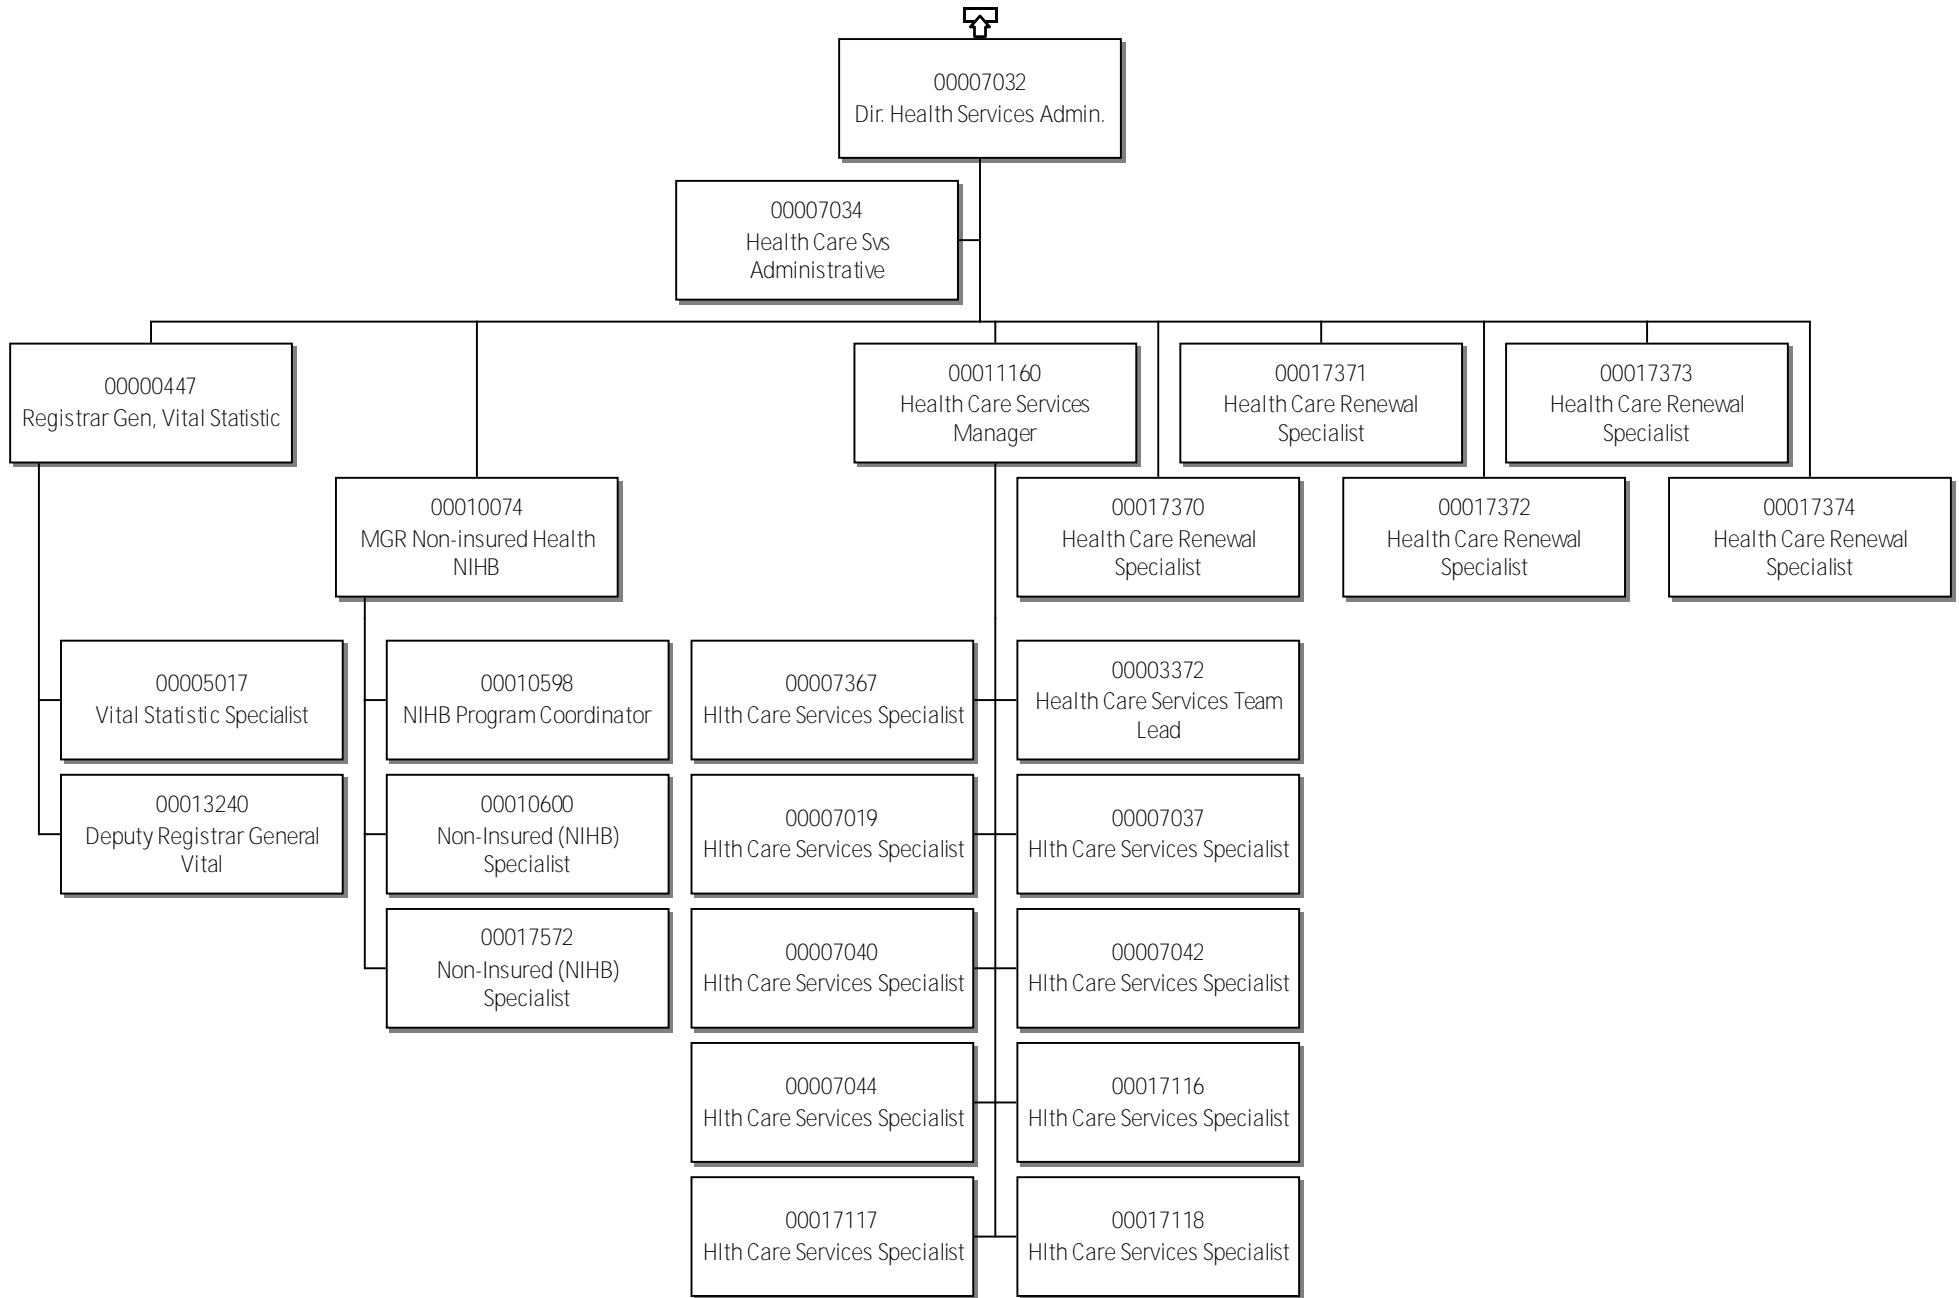 00007032
Dir. Health Services Admin.
00007034
Health Care Svs
Administrative
00000447
Registrar Gen, Vital Statistic
00011160
Health Care Services
Manager
00017371
Health Care Renewal
Specialist
00017373
Health Care Renewal
Specialist
00010074
MGR Non-insured Health
NIHB
00017370
Health Care Renewal
Specialist
00017372
Health Care Renewal
Specialist
00017374
Health Care Renewal
Specialist
00005017
Vital Statistic Specialist
00010598
NIHB Program Coordinator
00007367
Hlth Care Services Specialist
00003372
Health Care Services Team
Lead
00013240
Deputy Registrar General
Vital
00010600
Non-Insured (NIHB)
Specialist
00007019
Hlth Care Services Specialist
00007037
Hlth Care Services Specialist
00017572
Non-Insured (NIHB)
Specialist
00007040
Hlth Care Services Specialist
00007042
Hlth Care Services Specialist
00007044
Hlth Care Services Specialist
00017116
Hlth Care Services Specialist
00017117
Hlth Care Services Specialist
00017118
Hlth Care Services Specialist